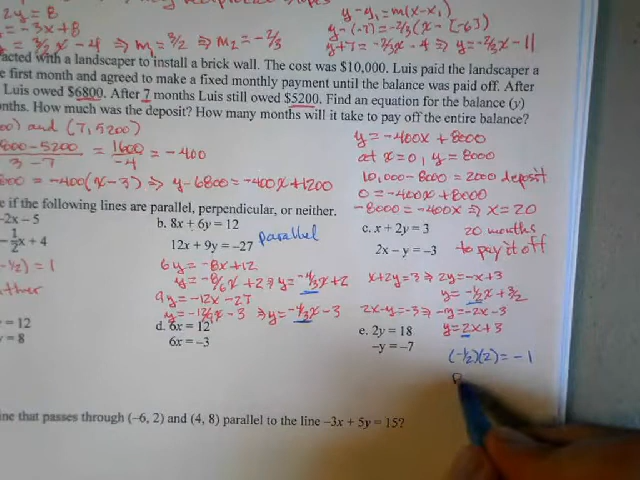 2y = 8
= -3x + 8
= 3/2x - 4 ⇒ m₁ = 3/2 ⇒ m₂ = -2/3
y - y₁ = m(x - x₁)
y - (-7) = -2/3(x - [-6])
y + 7 = -2/3x - 4 ⇒ y = -2/3x - 11
acted with a landscaper to install a brick wall. The cost was $10,000. Luis paid the landscaper a
e first month and agreed to make a fixed monthly payment until the balance was paid off. After
Luis owed $6800. After 7 months Luis still owed $5200. Find an equation for the balance (y)
nths. How much was the deposit? How many months will it take to pay off the entire balance?
00) and (7, 5200)
800 - 5200 / 3 - 7 = 1600 / -4 = -400
800 = -400(x - 3) ⇒ y - 6800 = -400x + 1200
y = -400x + 8000
at x = 0, y = 8000
10,000 - 8000 = 2000 deposit
0 = -400x + 8000
-8000 = -400x ⇒ x = 20
20 months
to pay it off
e if the following lines are parallel, perpendicular, or neither.
-2x - 5
- 1/2x + 4
-1/2) = 1
ther
b. 8x + 6y = 12
12x + 9y = -27
parallel
6y = -8x + 12
y = -8/6x + 2 ⇒ y = -4/3x + 2
9y = -12x - 27
y = -12/9x - 3 ⇒ y = -4/3x - 3
c. x + 2y = 3
2x - y = -3
x + 2y = 3 ⇒ 2y = -x + 3
y = -1/2x + 3/2
2x - y = -3 ⇒ -y = -2x - 3
y = 2x + 3
(-1/2)(2) = -1
y = 12
y = 8
d. 6x = 12
6x = -3
e. 2y = 18
-y = -7
ine that passes through (-6, 2) and (4, 8) parallel to the line -3x + 5y = 15?